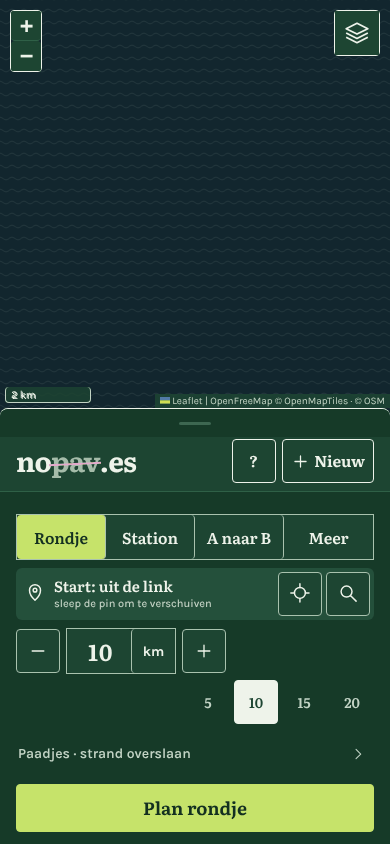 +
−
2 km
Leaflet | OpenFreeMap © OpenMapTiles · © OSM
nopav.es
?
+ Nieuw
Rondje
Station
A naar B
Meer
Start: uit de link
sleep de pin om te verschuiven
−
10
km
+
5
10
15
20
Paadjes · strand overslaan
Plan rondje